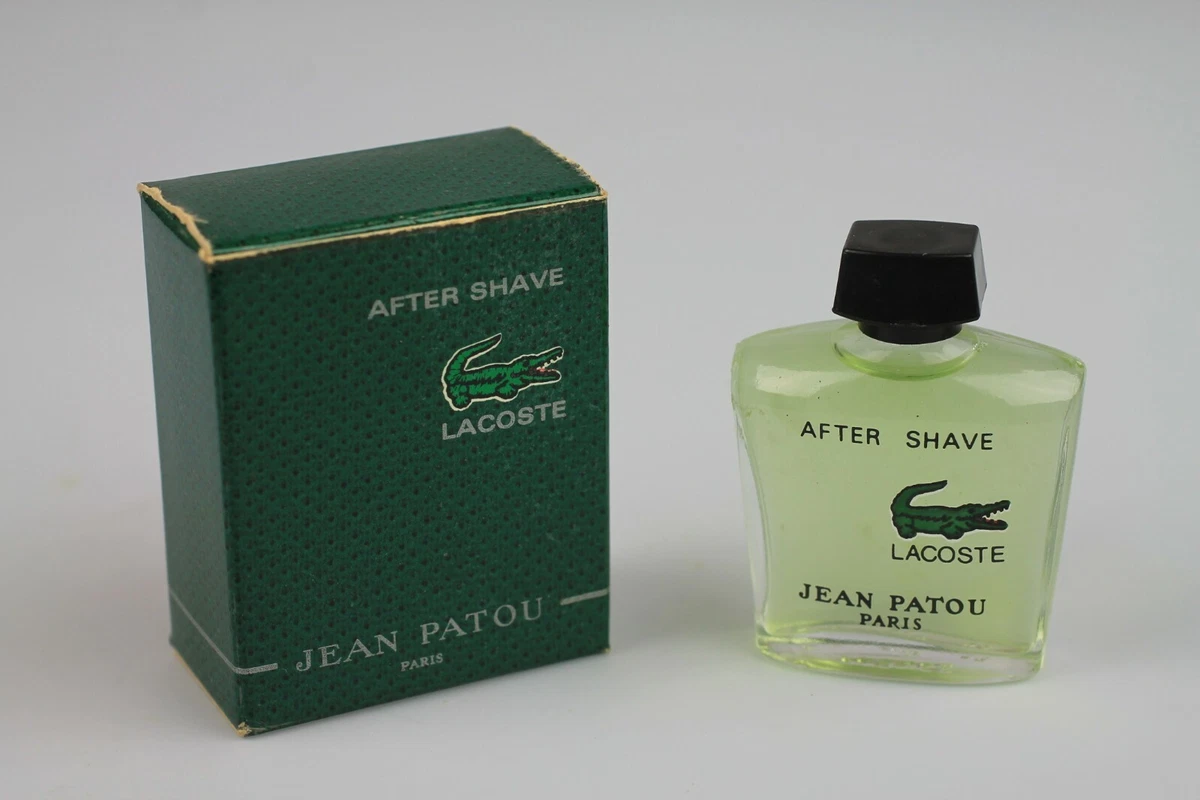 AFTER SHAVE
LACOSTE
JEAN PATOU
PARIS
AFTER SHAVE
LACOSTE
JEAN PATOU
PARIS